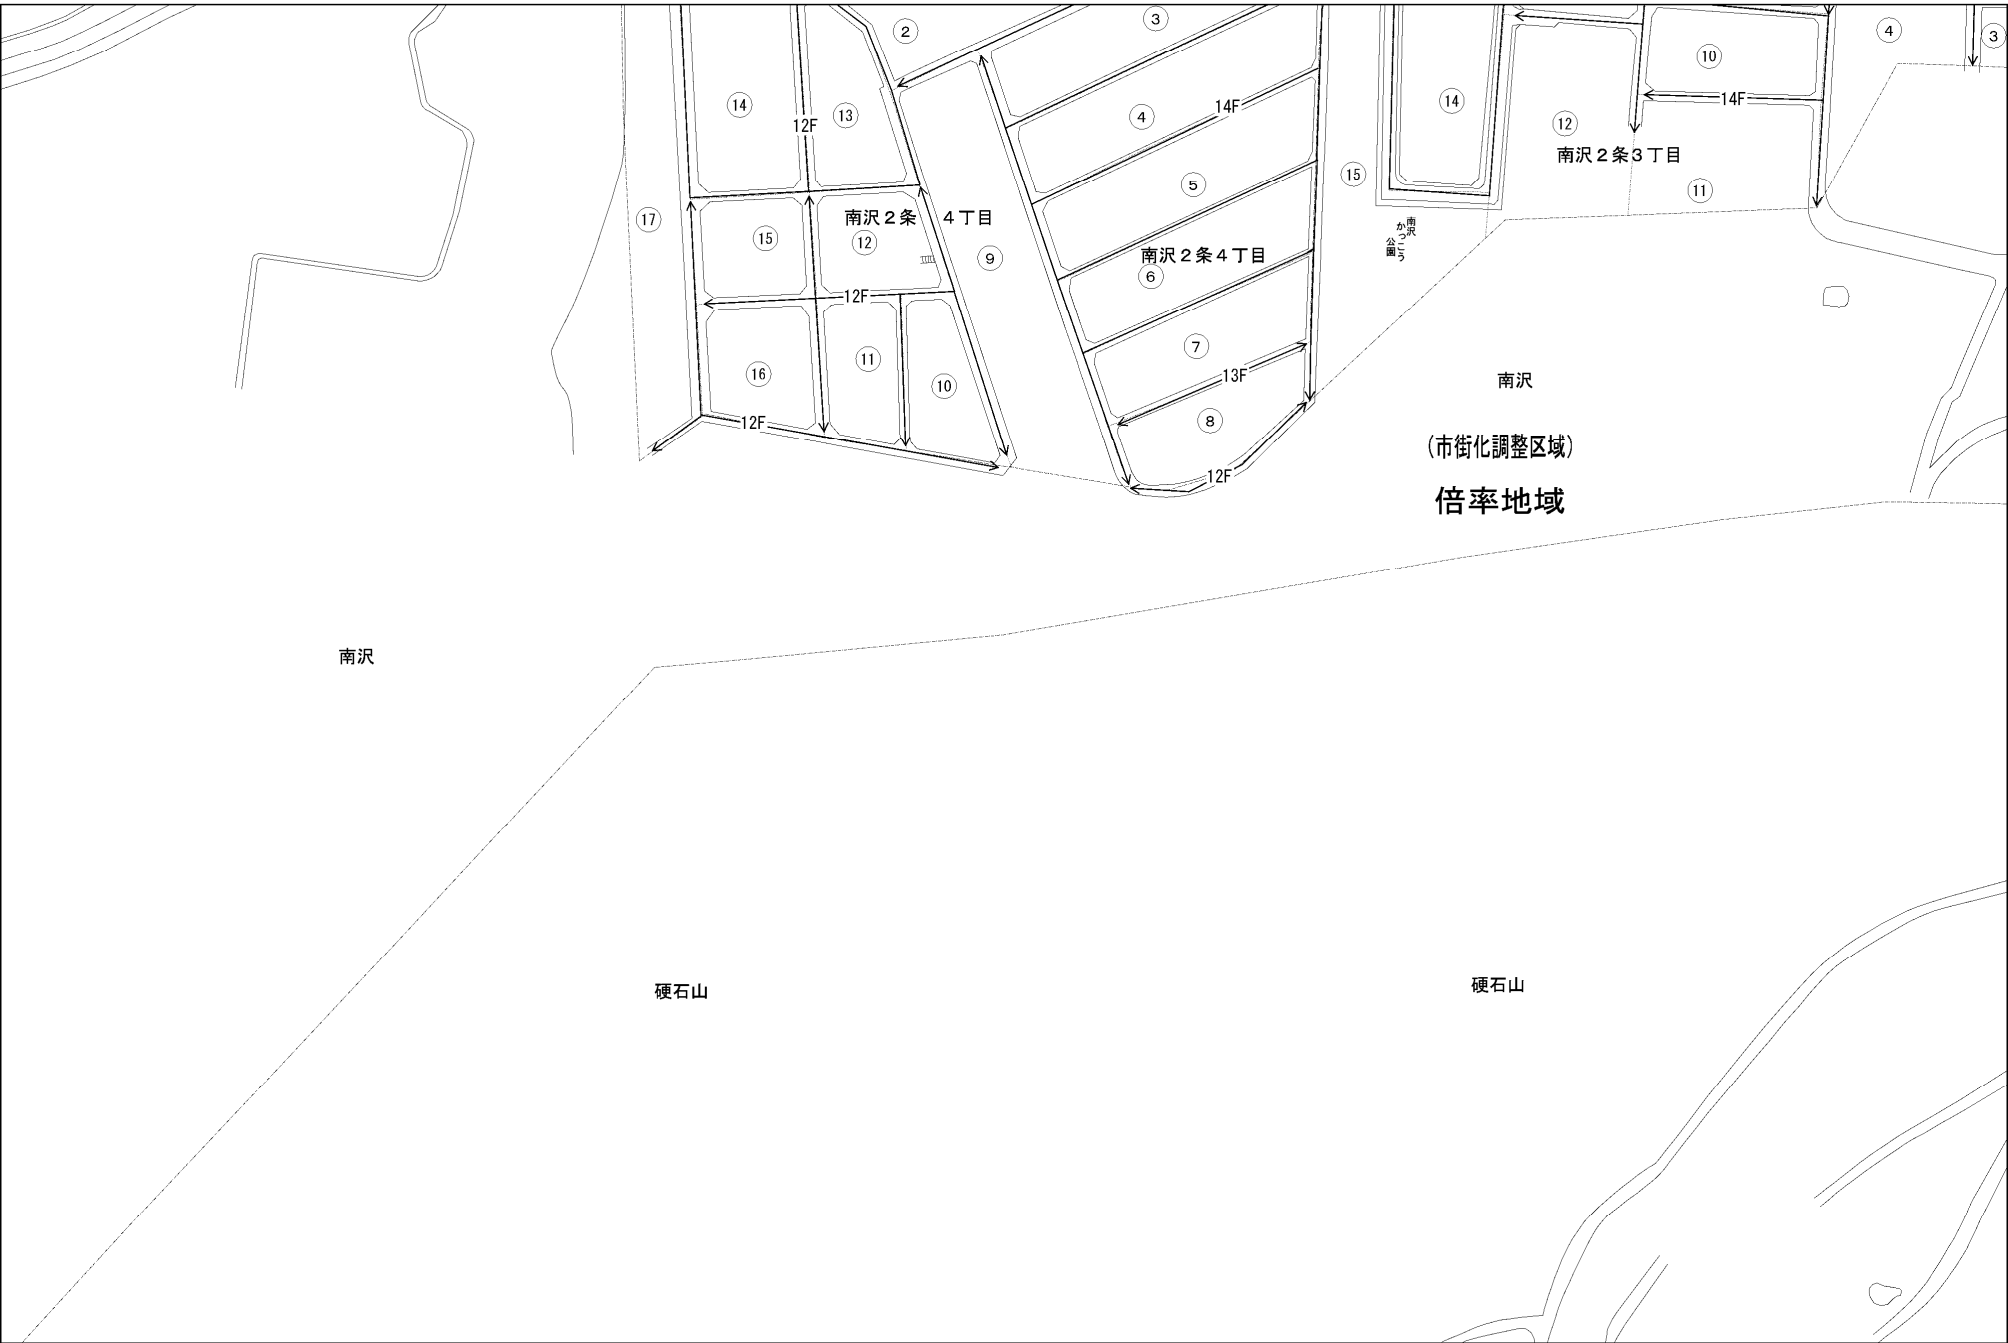 ②
③
④
③
⑩
⑭
⑬
④
14F
⑭
14F
12F
⑫
南沢２条３丁目
⑤
⑮
⑪
⑰
南沢２条　４丁目
⑮
⑫
⑨
南沢
かっこう
公園
南沢２条４丁目
⑥
12F
⑦
⑪
⑯
⑩
13F
南沢
12F
⑧
(市街化調整区域)
12F
倍率地域
南沢
硬石山
硬石山